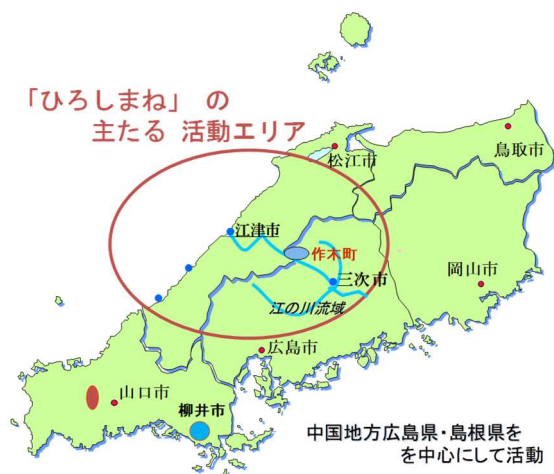 「ひろしまね」 の
主たる 活動エリア
松江市
鳥取市
江津市
作木町
三次市
岡山市
江の川流域
広島市
山口市
柳井市
中国地方広島県・島根県を
を中心にして活動